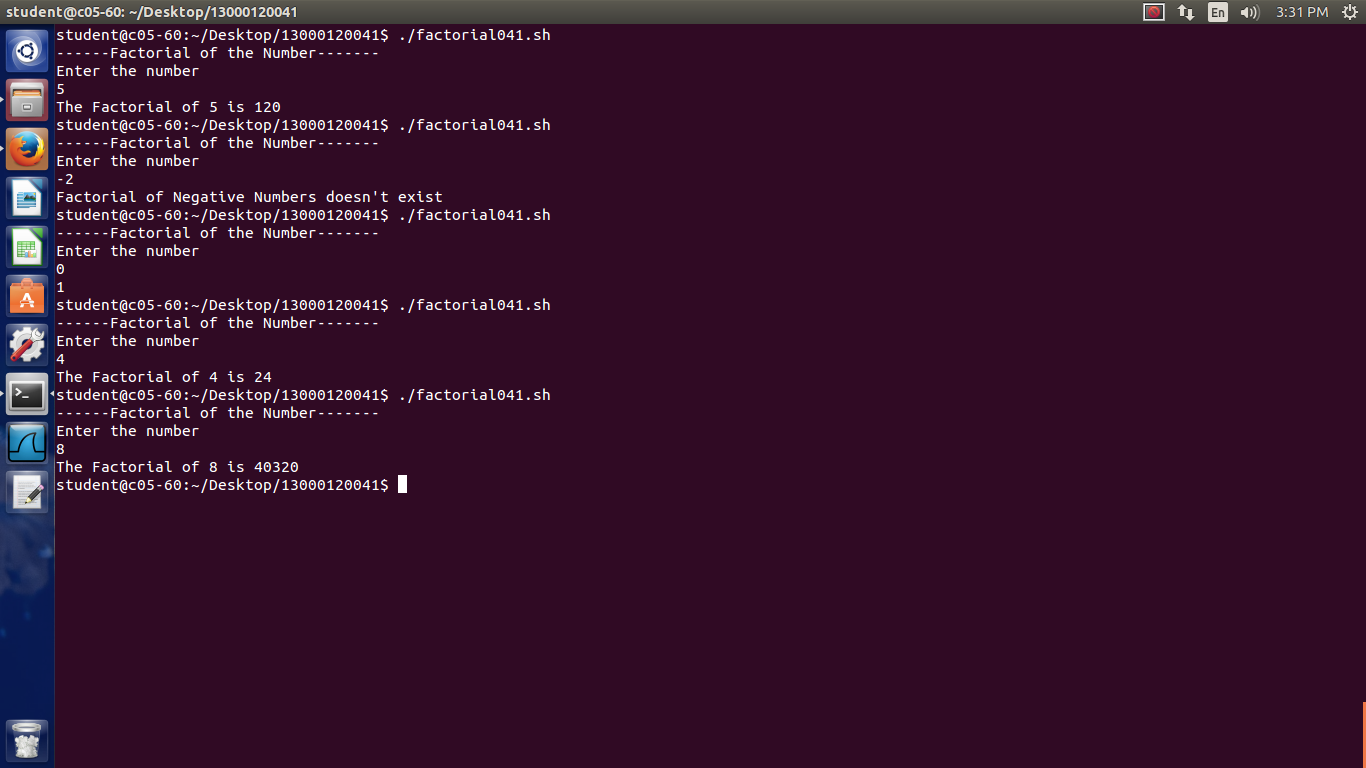 student@c05-60: ~/Desktop/13000120041
En
3:31 PM
student@c05-60:~/Desktop/13000120041$ ./factorial041.sh
------Factorial of the Number-------
Enter the number
5
The Factorial of 5 is 120
student@c05-60:~/Desktop/13000120041$ ./factorial041.sh
------Factorial of the Number-------
Enter the number
-2
Factorial of Negative Numbers doesn't exist
student@c05-60:~/Desktop/13000120041$ ./factorial041.sh
------Factorial of the Number-------
Enter the number
0
1
student@c05-60:~/Desktop/13000120041$ ./factorial041.sh
------Factorial of the Number-------
Enter the number
4
The Factorial of 4 is 24
student@c05-60:~/Desktop/13000120041$ ./factorial041.sh
------Factorial of the Number-------
Enter the number
8
The Factorial of 8 is 40320
student@c05-60:~/Desktop/13000120041$